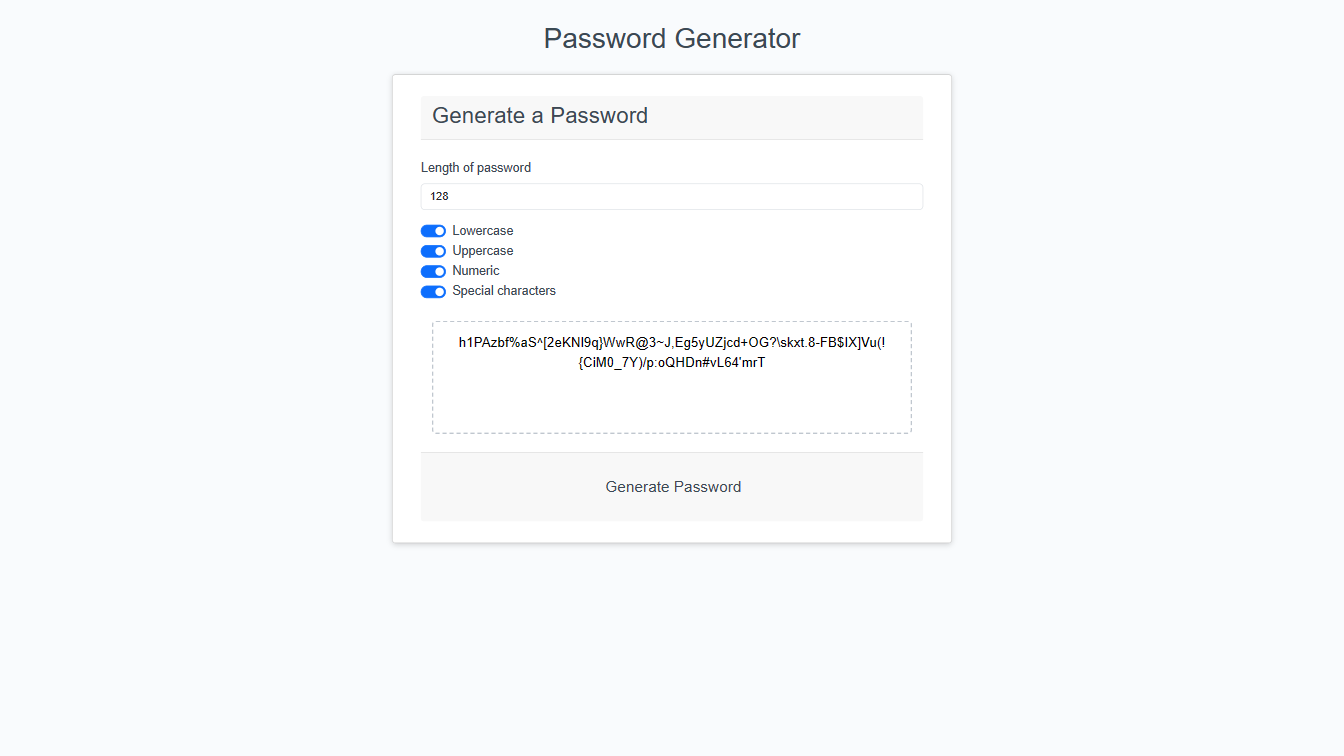 Password Generator
Generate a Password
Length of password
128
Lowercase
Uppercase
Numeric
Special characters
h1PAzbf%aS^[2eKNl9q}WwR@3~J,Eg5yUZjcd+OG?\skxt.8-FB$IX]Vu(!
{CiM0_7Y)/p:oQHDn#vL64'mrT
Generate Password